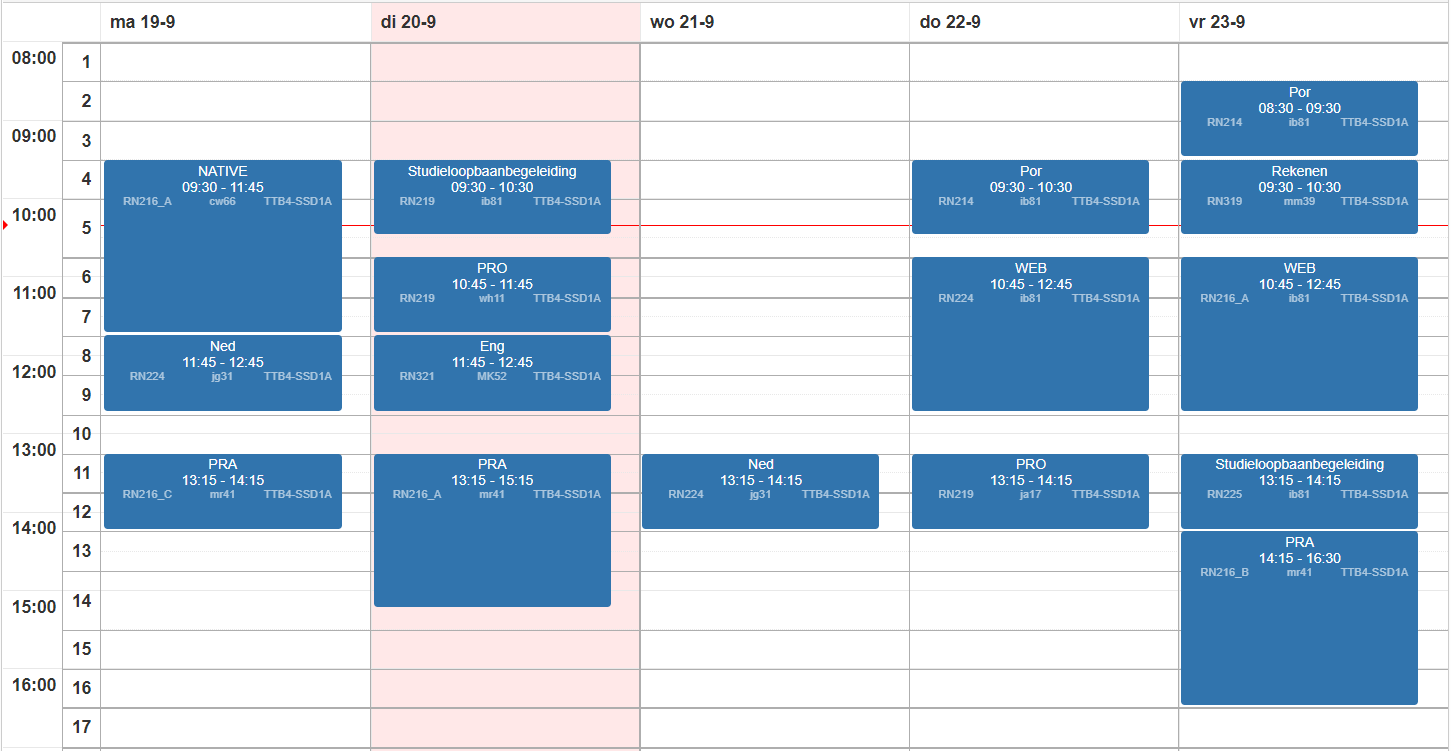 ma 19-9 di 20-9 wo 21-9 do 22-9 vr 23-9
08:00 1
2
Por
08:30 - 09:30
RN214 ib81 TTB4-SSD1A
09:00 3
4
NATIVE
09:30 - 11:45
RN216_A cw66 TTB4-SSD1A
Studieloopbaanbegeleiding
09:30 - 10:30
RN219 ib81 TTB4-SSD1A
Por
09:30 - 10:30
RN214 ib81 TTB4-SSD1A
Rekenen
09:30 - 10:30
RN319 mm39 TTB4-SSD1A
10:00 5
6
PRO
10:45 - 11:45
RN219 wh11 TTB4-SSD1A
WEB
10:45 - 12:45
RN224 ib81 TTB4-SSD1A
WEB
10:45 - 12:45
RN216_A ib81 TTB4-SSD1A
11:00 7
8
Ned
11:45 - 12:45
RN224 jg31 TTB4-SSD1A
Eng
11:45 - 12:45
RN321 MK52 TTB4-SSD1A
12:00 9
10
13:00 11
PRA
13:15 - 14:15
RN216_C mr41 TTB4-SSD1A
PRA
13:15 - 15:15
RN216_A mr41 TTB4-SSD1A
Ned
13:15 - 14:15
RN224 jg31 TTB4-SSD1A
PRO
13:15 - 14:15
RN219 ja17 TTB4-SSD1A
Studieloopbaanbegeleiding
13:15 - 14:15
RN225 ib81 TTB4-SSD1A
12
14:00 13
PRA
14:15 - 16:30
RN216_B mr41 TTB4-SSD1A
14
15:00
15
16:00 16
17